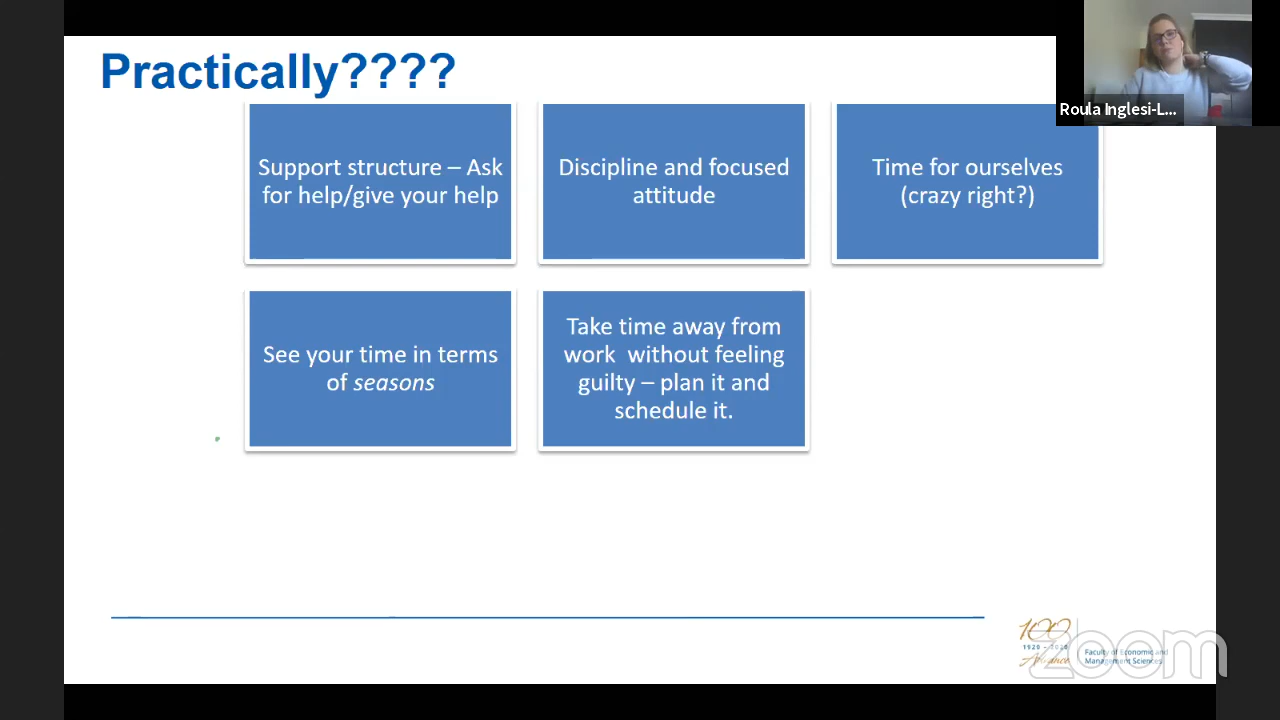 Practically????
Roula Inglesi-L...
Support structure – Ask
for help/give your help
Discipline and focused
attitude
Time for ourselves
(crazy right?)
See your time in terms
of seasons
Take time away from
work  without feeling
guilty – plan it and
schedule it.
100
1920 - 2020
Faculty of Economic and
Management Sciences
zoom